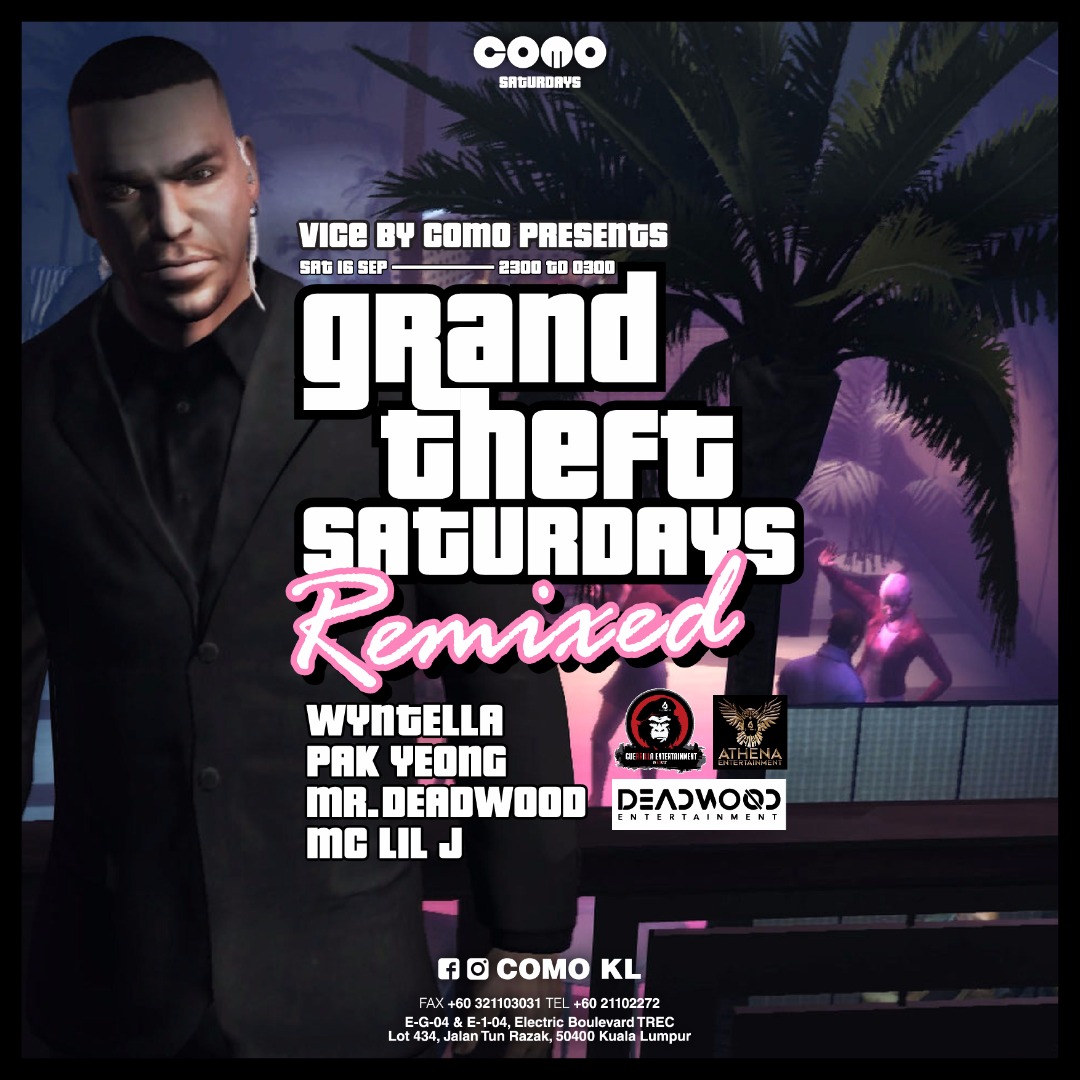 COMO
SATURDAYS
VICE BY COMO PRESENTS
SAT 16 SEP 2300 TO 0300
grand
theft
SATURDAYS
Remixed
WYNTELLA
PAK YEONG
MR.DEADWOOD
MC LIL J
GUERRILLA ENTERTAINMENT
ATHENA
ENTERTAINMENT
DEADWOOD
ENTERTAINMENT
COMO KL
FAX +60 321103031 TEL +60 21102272
E-G-04 & E-1-04, Electric Boulevard TREC
Lot 434, Jalan Tun Razak, 50400 Kuala Lumpur